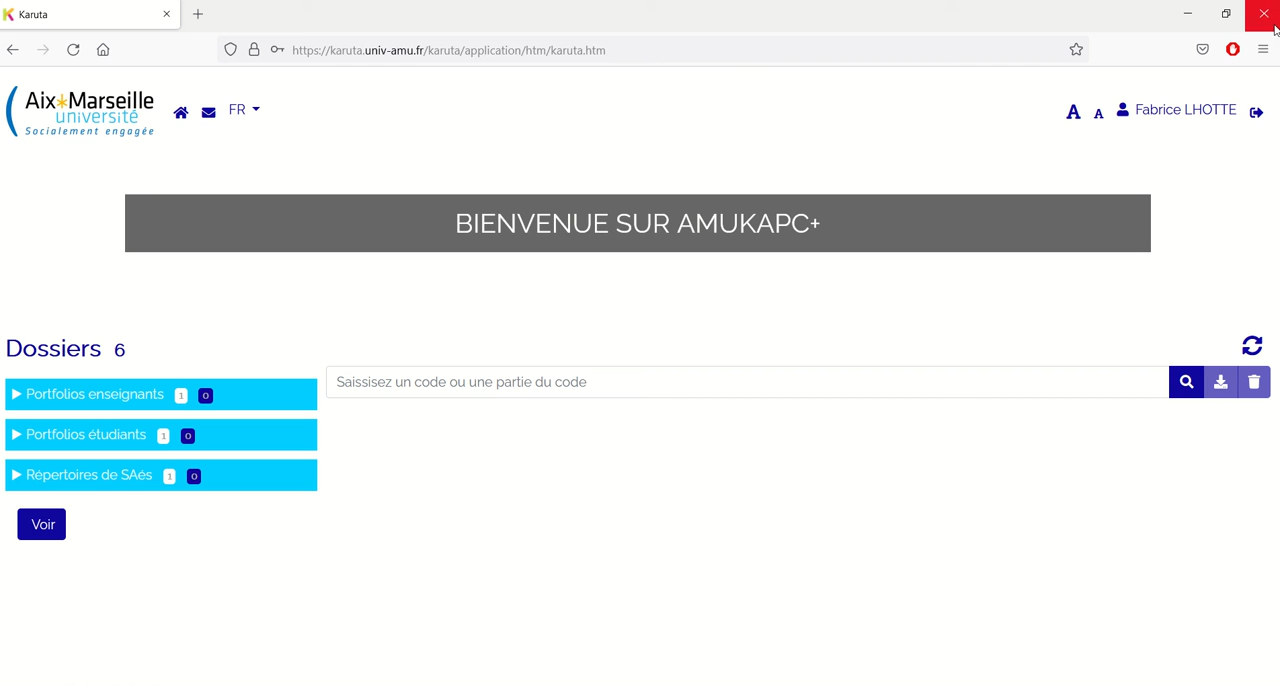 Karuta
https://karuta.univ-amu.fr/karuta/application/htm/karuta.htm
Aix*Marseille
université
Socialement engagée
FR
A A Fabrice LHOTTE
BIENVENUE SUR AMUKAPC+
Dossiers 6
Saissisez un code ou une partie du code
Portfolios enseignants 1 0
Portfolios étudiants 1 0
Répertoires de SAés 1 0
Voir